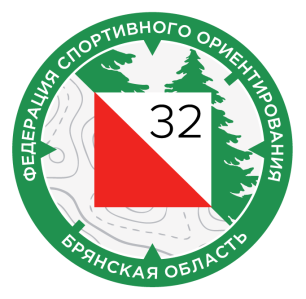 ФЕДЕРАЦИЯ СПОРТИВНОГО ОРИЕНТИРОВАНИЯ
32
БРЯНСКАЯ ОБЛАСТЬ